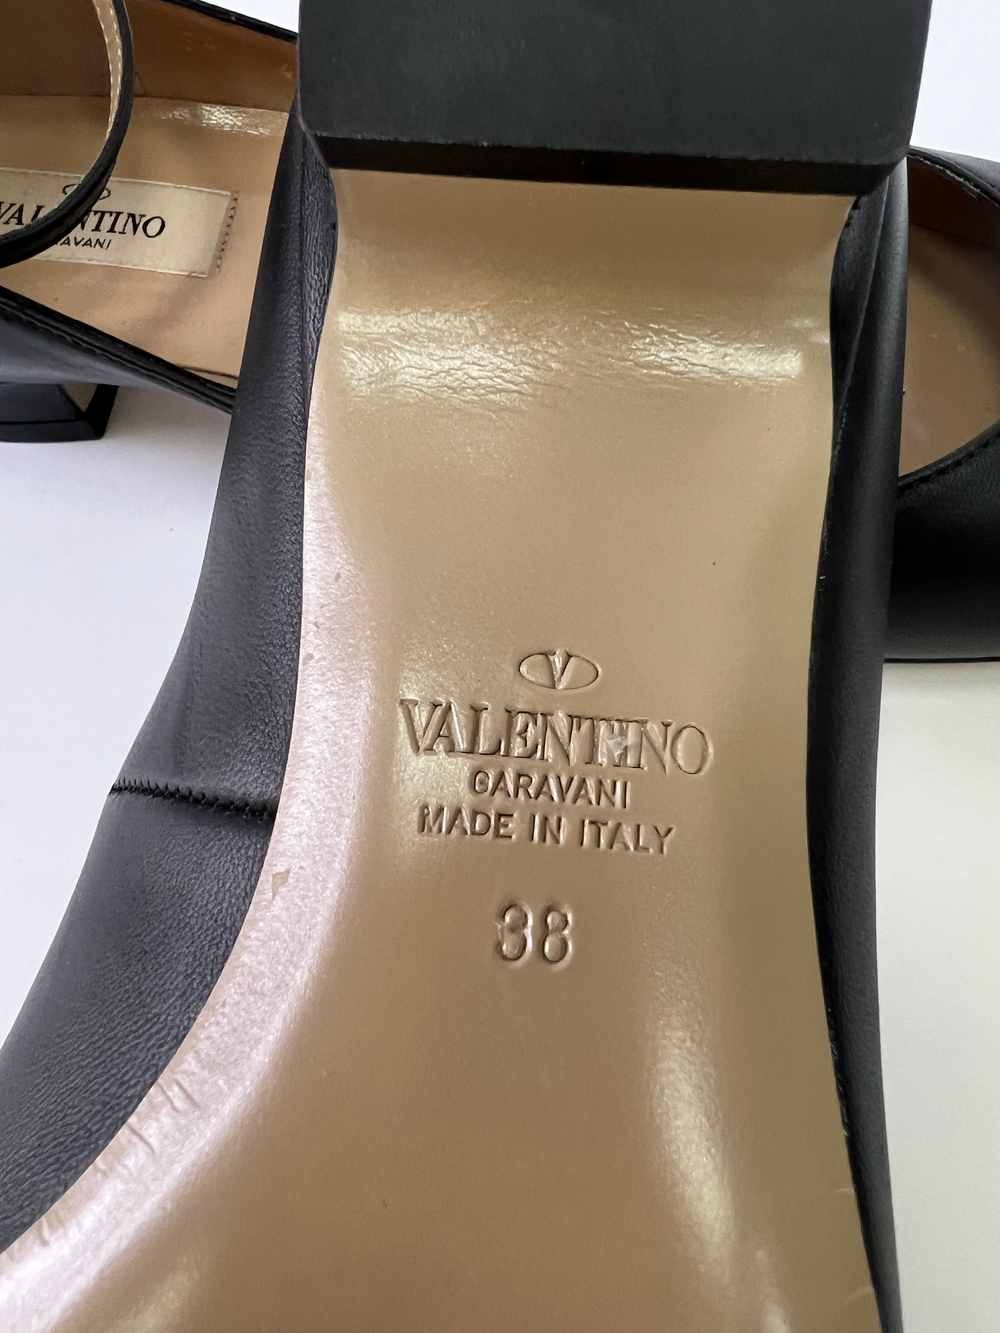 VALENTINO
GARAVANI
V
VALENTINO
GARAVANI
MADE IN ITALY
38